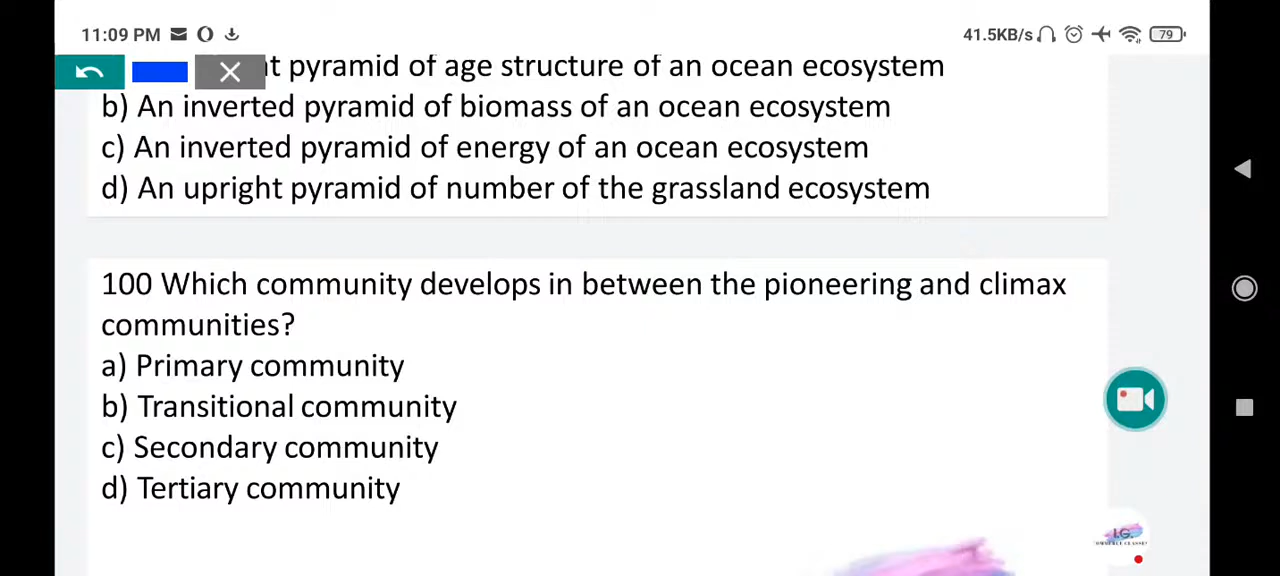 11:09 PM
41.5KB/s
79
t pyramid of age structure of an ocean ecosystem
b) An inverted pyramid of biomass of an ocean ecosystem
c) An inverted pyramid of energy of an ocean ecosystem
d) An upright pyramid of number of the grassland ecosystem
100 Which community develops in between the pioneering and climax
communities?
a) Primary community
b) Transitional community
c) Secondary community
d) Tertiary community
I.G.